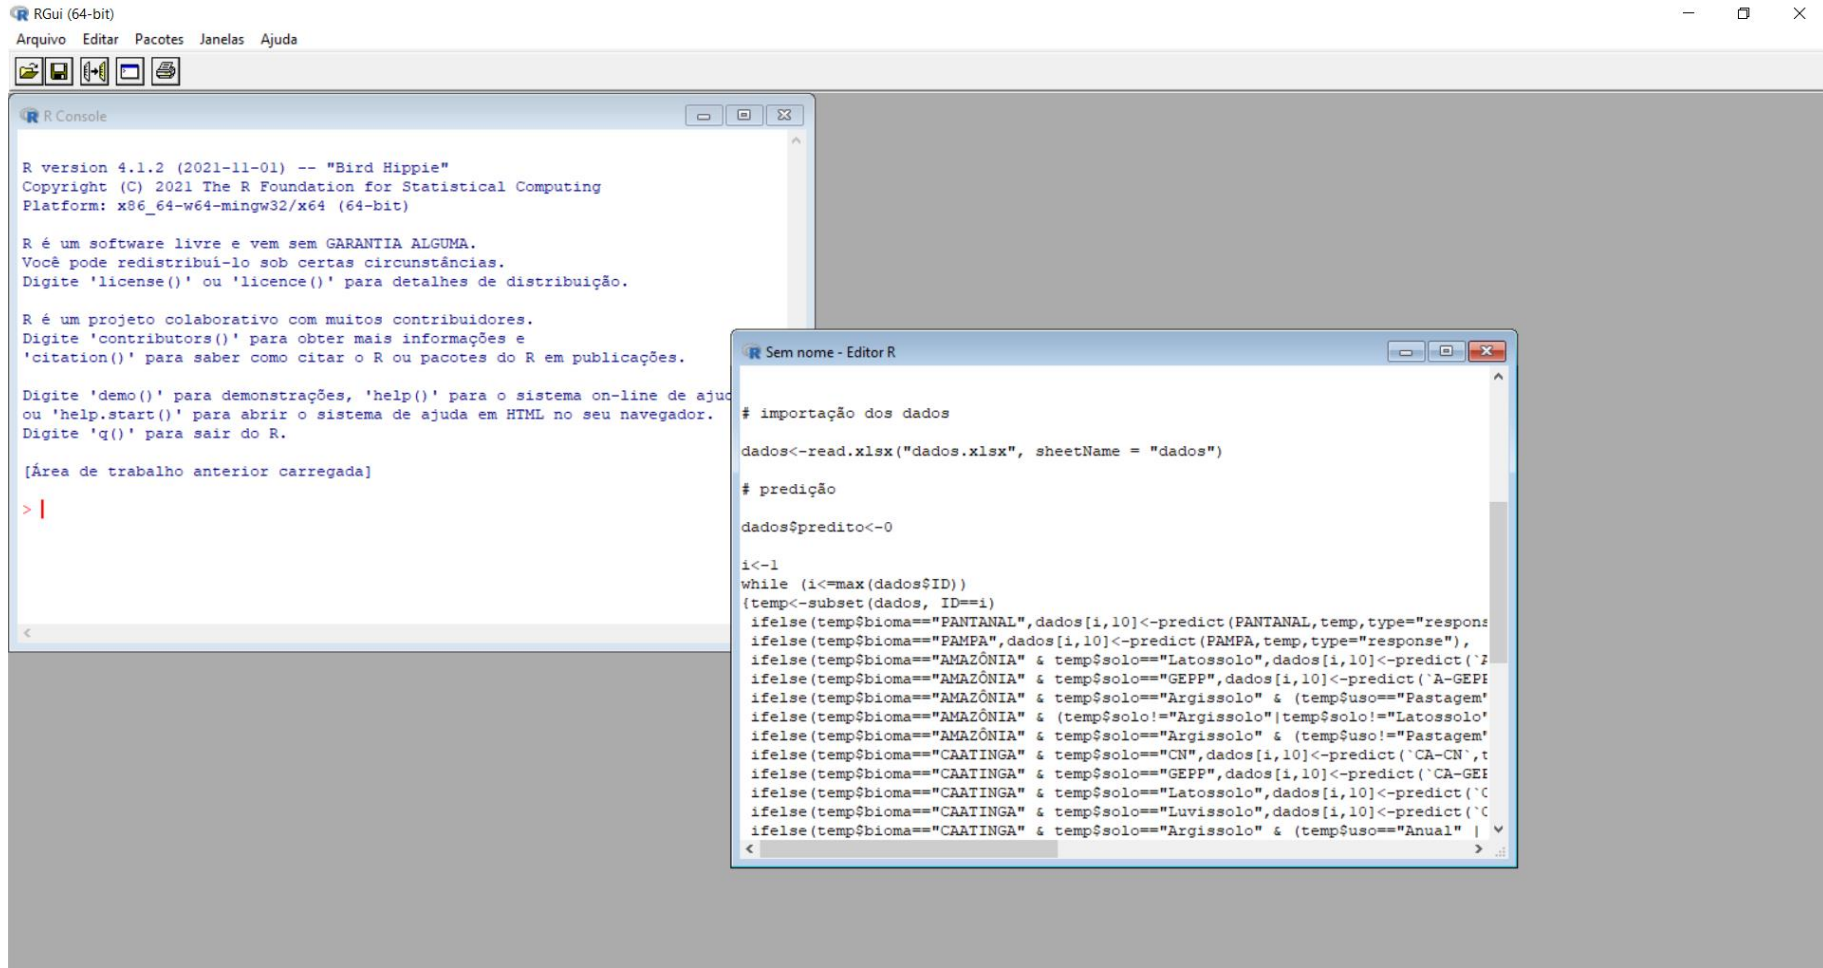 RGui (64-bit)
Arquivo Editar Pacotes Janelas Ajuda
R Console
R version 4.1.2 (2021-11-01) -- "Bird Hippie"
Copyright (C) 2021 The R Foundation for Statistical Computing
Platform: x86_64-w64-mingw32/x64 (64-bit)
R é um software livre e vem sem GARANTIA ALGUMA.
Você pode redistribuí-lo sob certas circunstâncias.
Digite 'license()' ou 'licence()' para detalhes de distribuição.
R é um projeto colaborativo com muitos contribuidores.
Digite 'contributors()' para obter mais informações e
'citation()' para saber como citar o R ou pacotes do R em publicações.
Digite 'demo()' para demonstrações, 'help()' para o sistema on-line de ajud
ou 'help.start()' para abrir o sistema de ajuda em HTML no seu navegador.
Digite 'q()' para sair do R.
[Área de trabalho anterior carregada]
>
Sem nome - Editor R
# importação dos dados
dados<-read.xlsx("dados.xlsx", sheetName = "dados")
# predição
dados$predito<-0
i<-1
while (i<=max(dados$ID))
{temp<-subset(dados, ID==i)
ifelse(temp$bioma=="PANTANAL",dados[i,10]<-predict(PANTANAL,temp,type="respons
ifelse(temp$bioma=="PAMPA",dados[i,10]<-predict(PAMPA,temp,type="response"),
ifelse(temp$bioma=="AMAZÔNIA" & temp$solo=="Latossolo",dados[i,10]<-predict(`A
ifelse(temp$bioma=="AMAZÔNIA" & temp$solo=="GEPP",dados[i,10]<-predict(`A-GEPP
ifelse(temp$bioma=="AMAZÔNIA" & temp$solo=="Argissolo" & (temp$uso=="Pastagem"
ifelse(temp$bioma=="AMAZÔNIA" & (temp$solo!="Argissolo"|temp$solo!="Latossolo"
ifelse(temp$bioma=="AMAZÔNIA" & temp$solo=="Argissolo" & (temp$uso!="Pastagem"
ifelse(temp$bioma=="CAATINGA" & temp$solo=="CN",dados[i,10]<-predict(`CA-CN`,t
ifelse(temp$bioma=="CAATINGA" & temp$solo=="GEPP",dados[i,10]<-predict(`CA-GEP
ifelse(temp$bioma=="CAATINGA" & temp$solo=="Latossolo",dados[i,10]<-predict(`C
ifelse(temp$bioma=="CAATINGA" & temp$solo=="Luvissolo",dados[i,10]<-predict(`C
ifelse(temp$bioma=="CAATINGA" & temp$solo=="Argissolo" & (temp$uso=="Anual" |